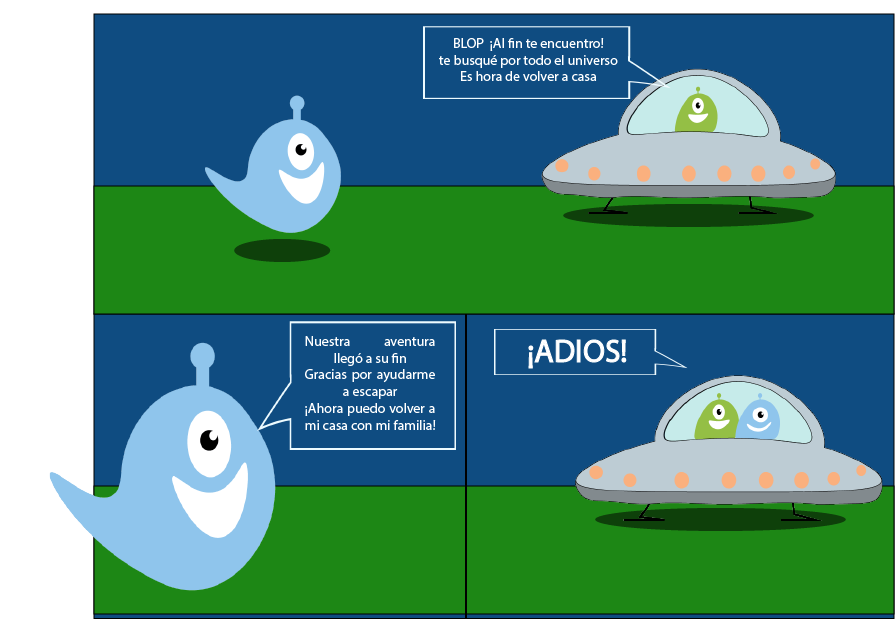 BLOP ¡Al fin te encuentro!
te busqué por todo el universo
Es hora de volver a casa
Nuestra aventura
llegó a su fin
Gracias por ayudarme
a escapar
¡Ahora puedo volver a
mi casa con mi familia!
¡ADIOS!